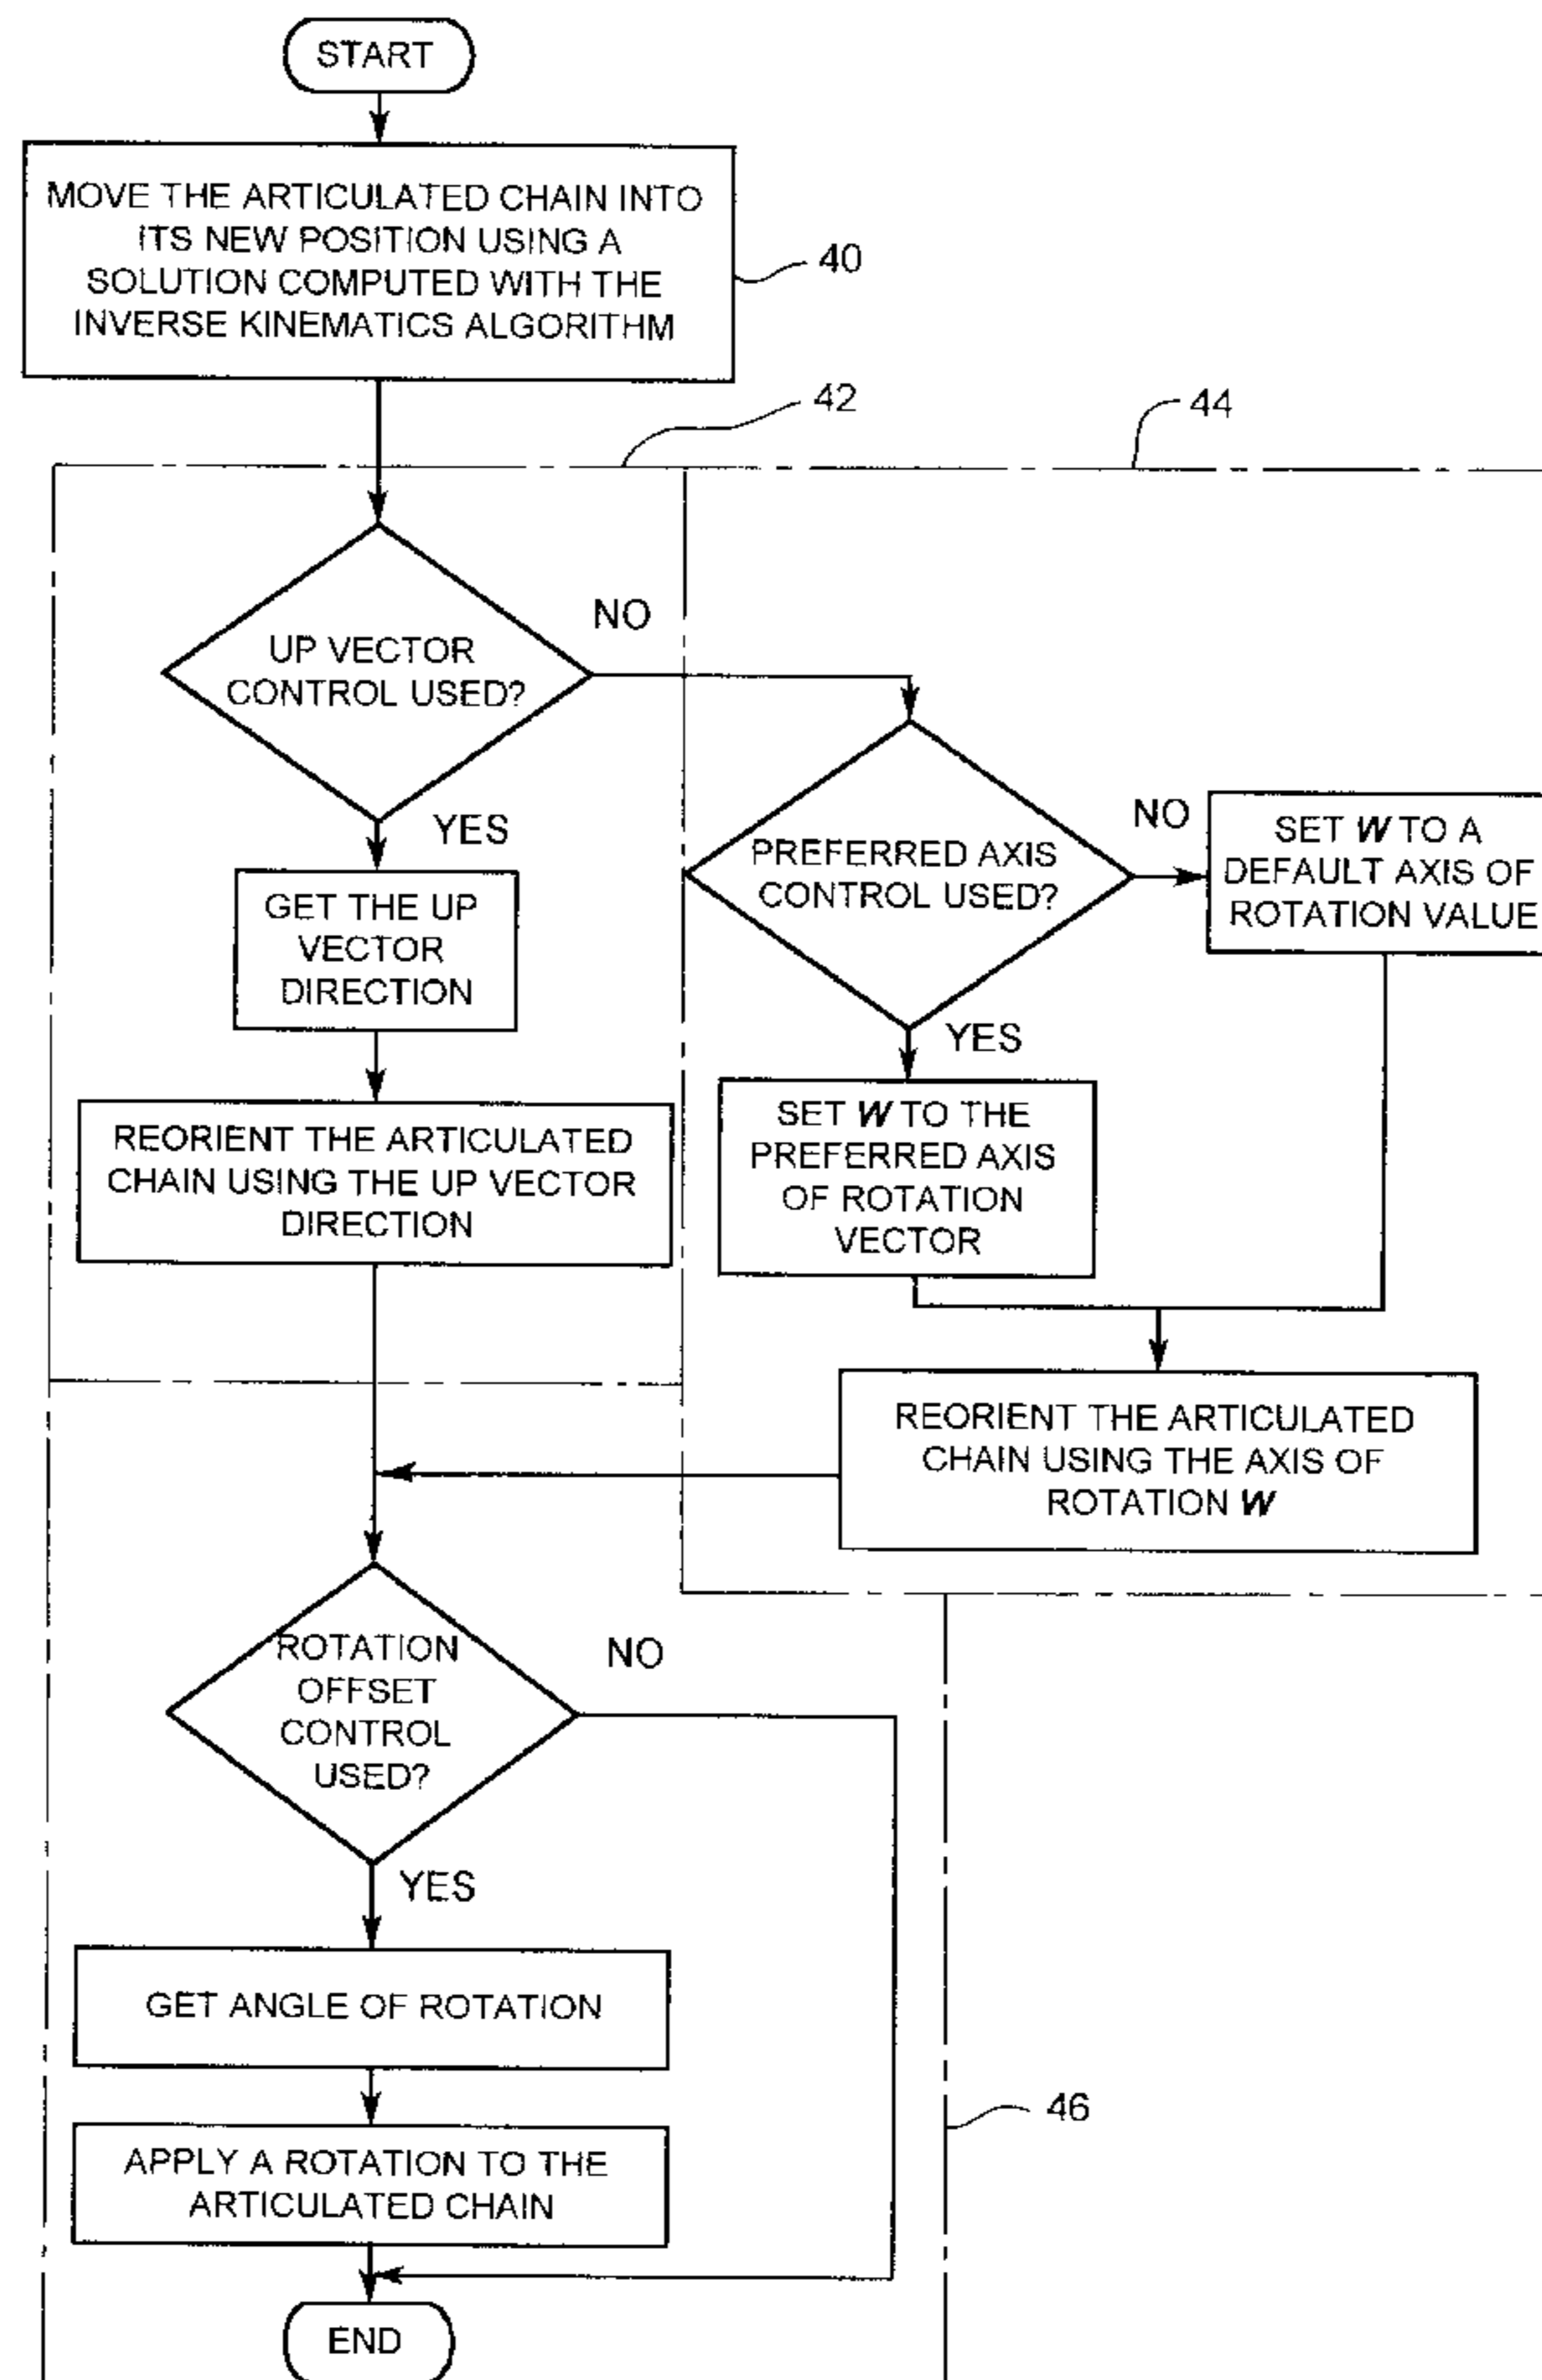 START
MOVE THE ARTICULATED CHAIN INTO
ITS NEW POSITION USING A
SOLUTION COMPUTED WITH THE
INVERSE KINEMATICS ALGORITHM
40
42
44
UP VECTOR
CONTROL USED?
NO
YES
GET THE UP
VECTOR
DIRECTION
REORIENT THE ARTICULATED
CHAIN USING THE UP VECTOR
DIRECTION
PREFERRED AXIS
CONTROL USED?
NO
SET W TO A
DEFAULT AXIS OF
ROTATION VALUE
YES
SET W TO THE
PREFERRED AXIS
OF ROTATION
VECTOR
REORIENT THE ARTICULATED
CHAIN USING THE AXIS OF
ROTATION W
ROTATION
OFFSET
CONTROL
USED?
NO
YES
GET ANGLE OF ROTATION
APPLY A ROTATION TO THE
ARTICULATED CHAIN
46
END